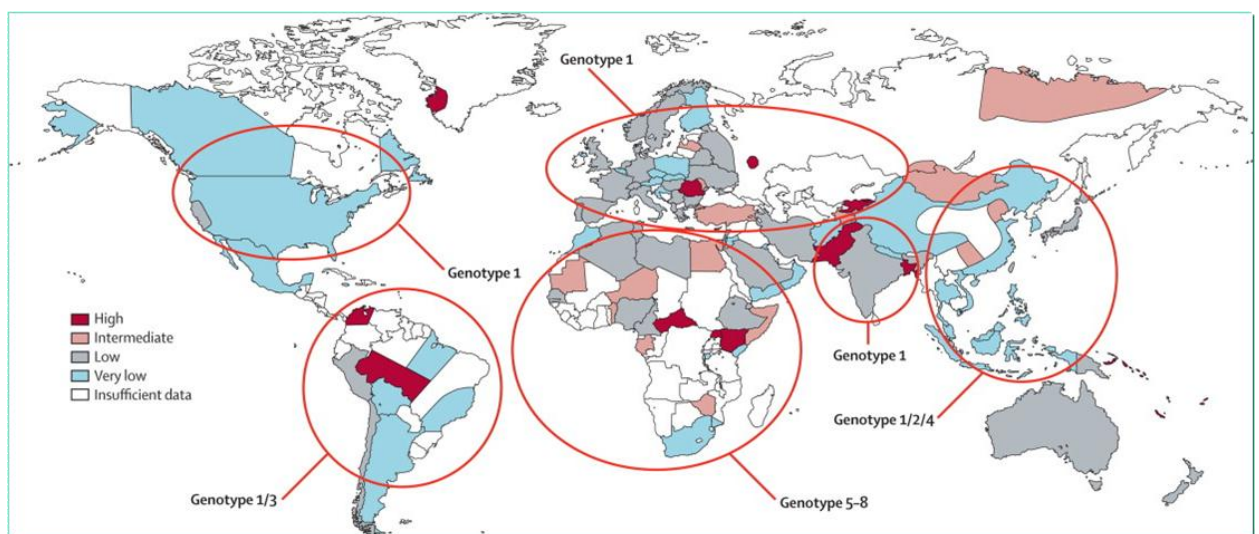 Genotype 1
Genotype 1
High
Intermediate
Low
Very low
Insufficient data
Genotype 1
Genotype 1/2/4
Genotype 1/3
Genotype 5–8